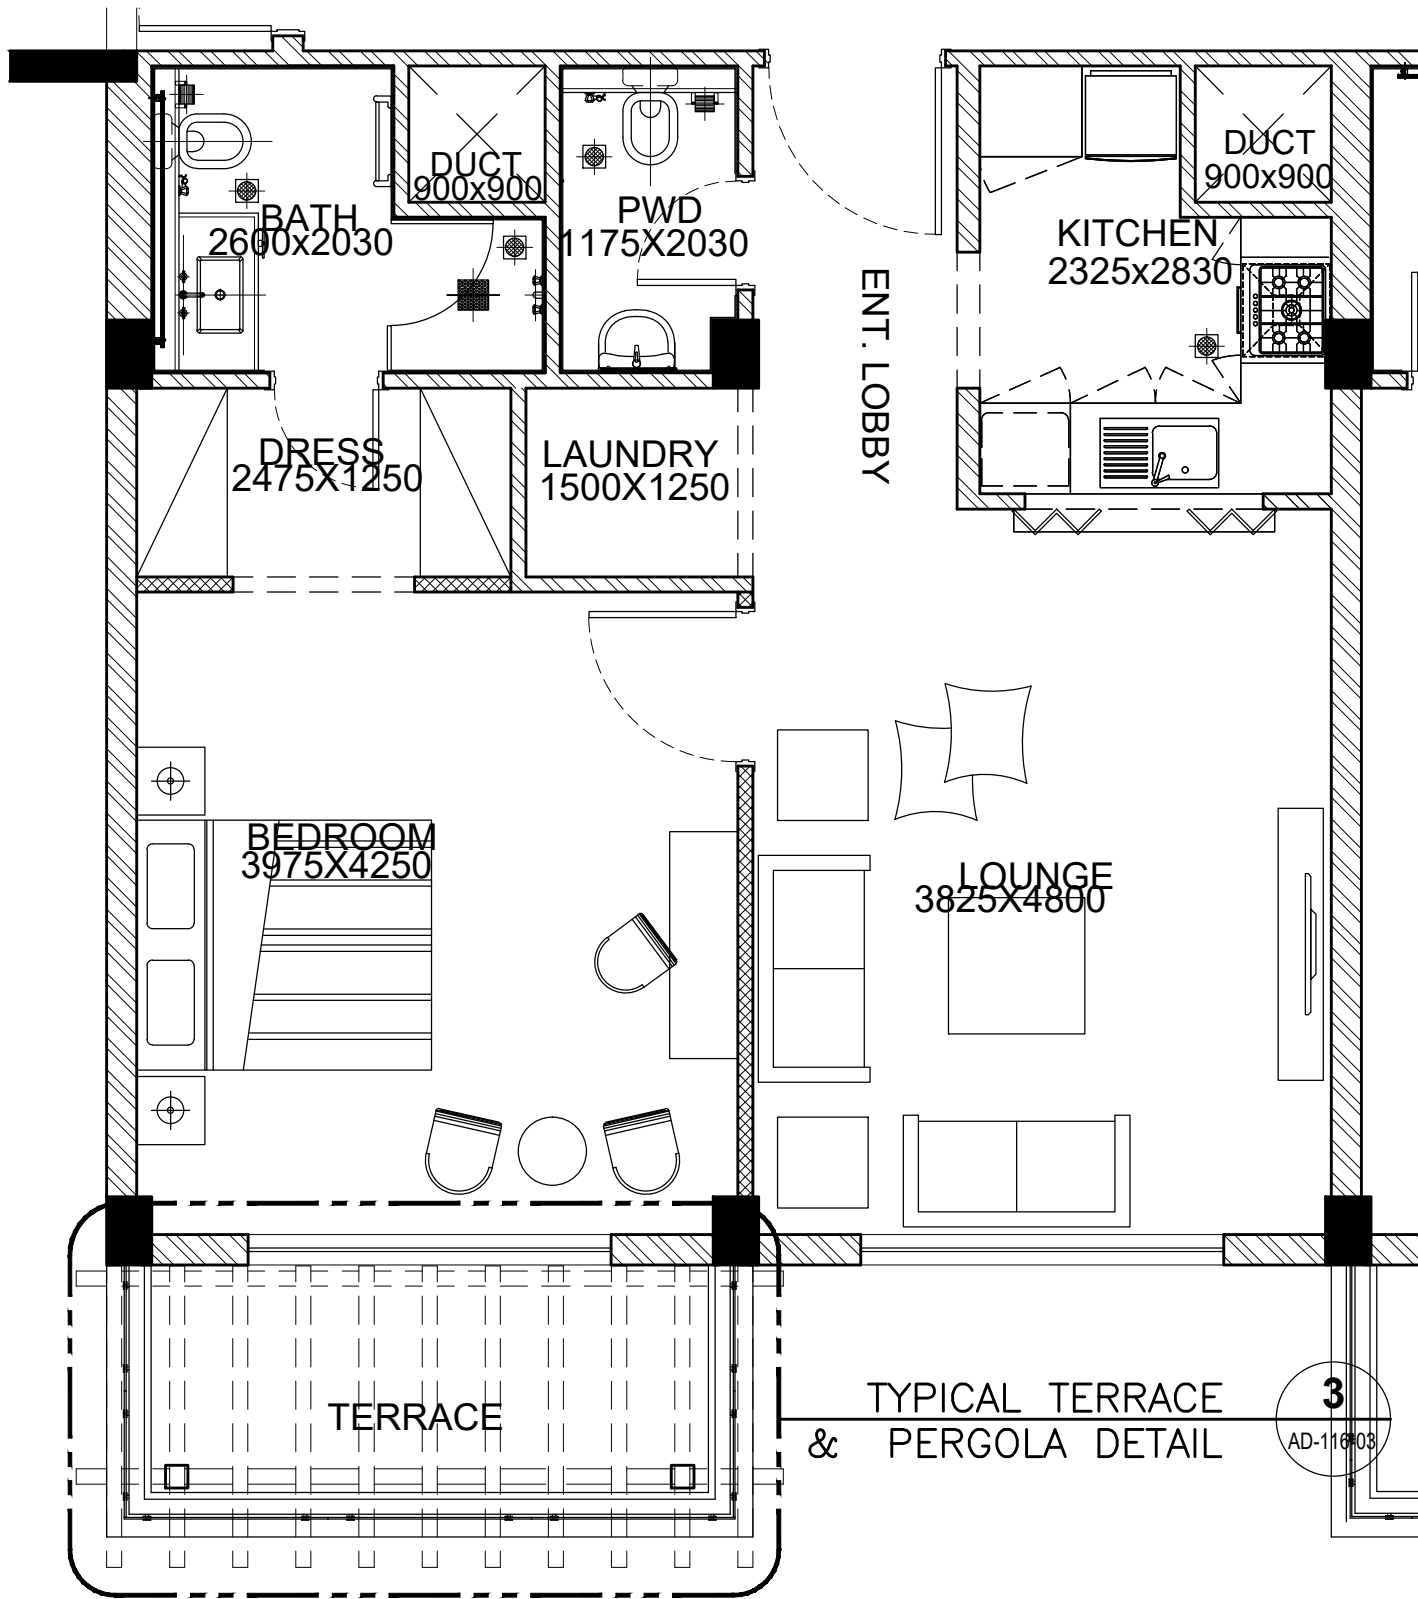 DUCT
900x900
BATH
2600x2030
PWD
1175X2030
DUCT
900x900
KITCHEN
2325x2830
ENT. LOBBY
DRESS
2475X1250
LAUNDRY
1500X1250
BEDROOM
3975X4250
LOUNGE
3825X4800
TERRACE
TYPICAL TERRACE
& PERGOLA DETAIL
3
AD-116-03